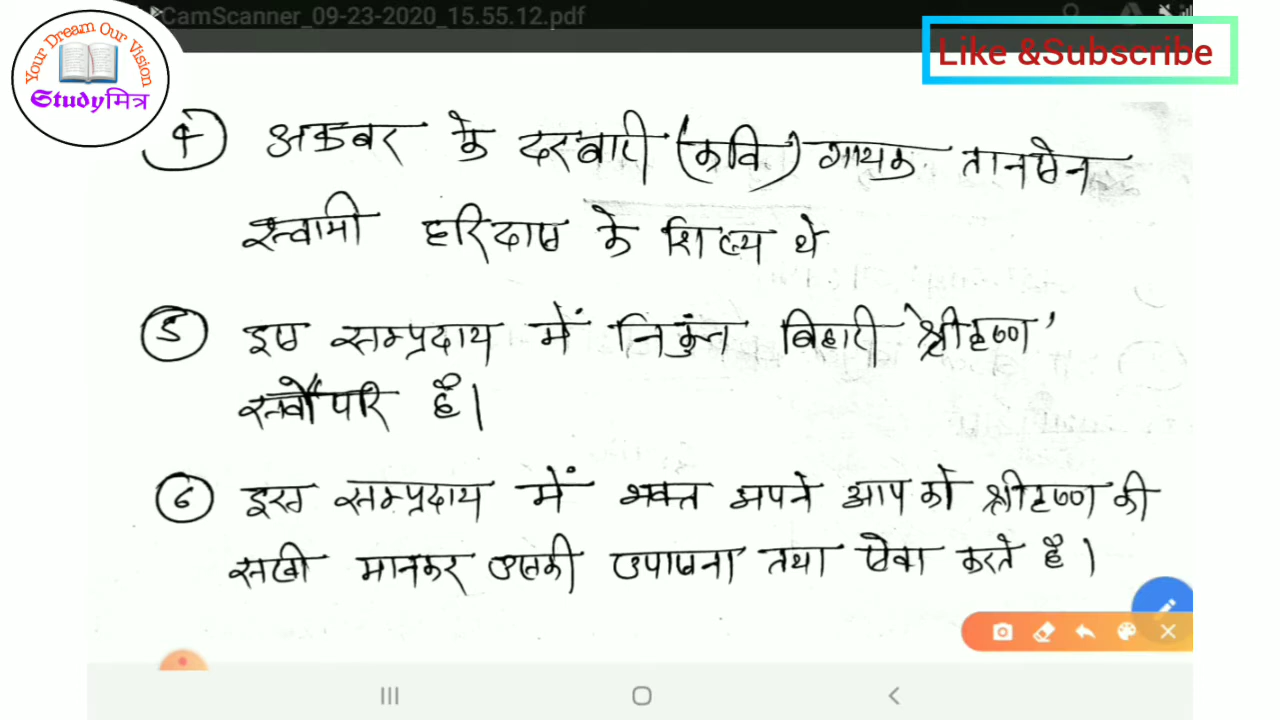 CamScanner_09-23-2020_15.55.12.pdf
Your Dream Our Vision
Studyमित्र
Like &Subscribe
4 अकबर के दरबारी (कवि) गायक तानसेन
स्वामी हरिदास के शिष्य थे
5 इस सम्प्रदाय में निकुंज बिहारी 'श्रीकृष्ण'
सर्वोपरि है।
6 इस सम्प्रदाय में भक्त अपने आप को श्रीकृष्ण की
सखी मानकर उसकी उपासना तथा सेवा करते है।